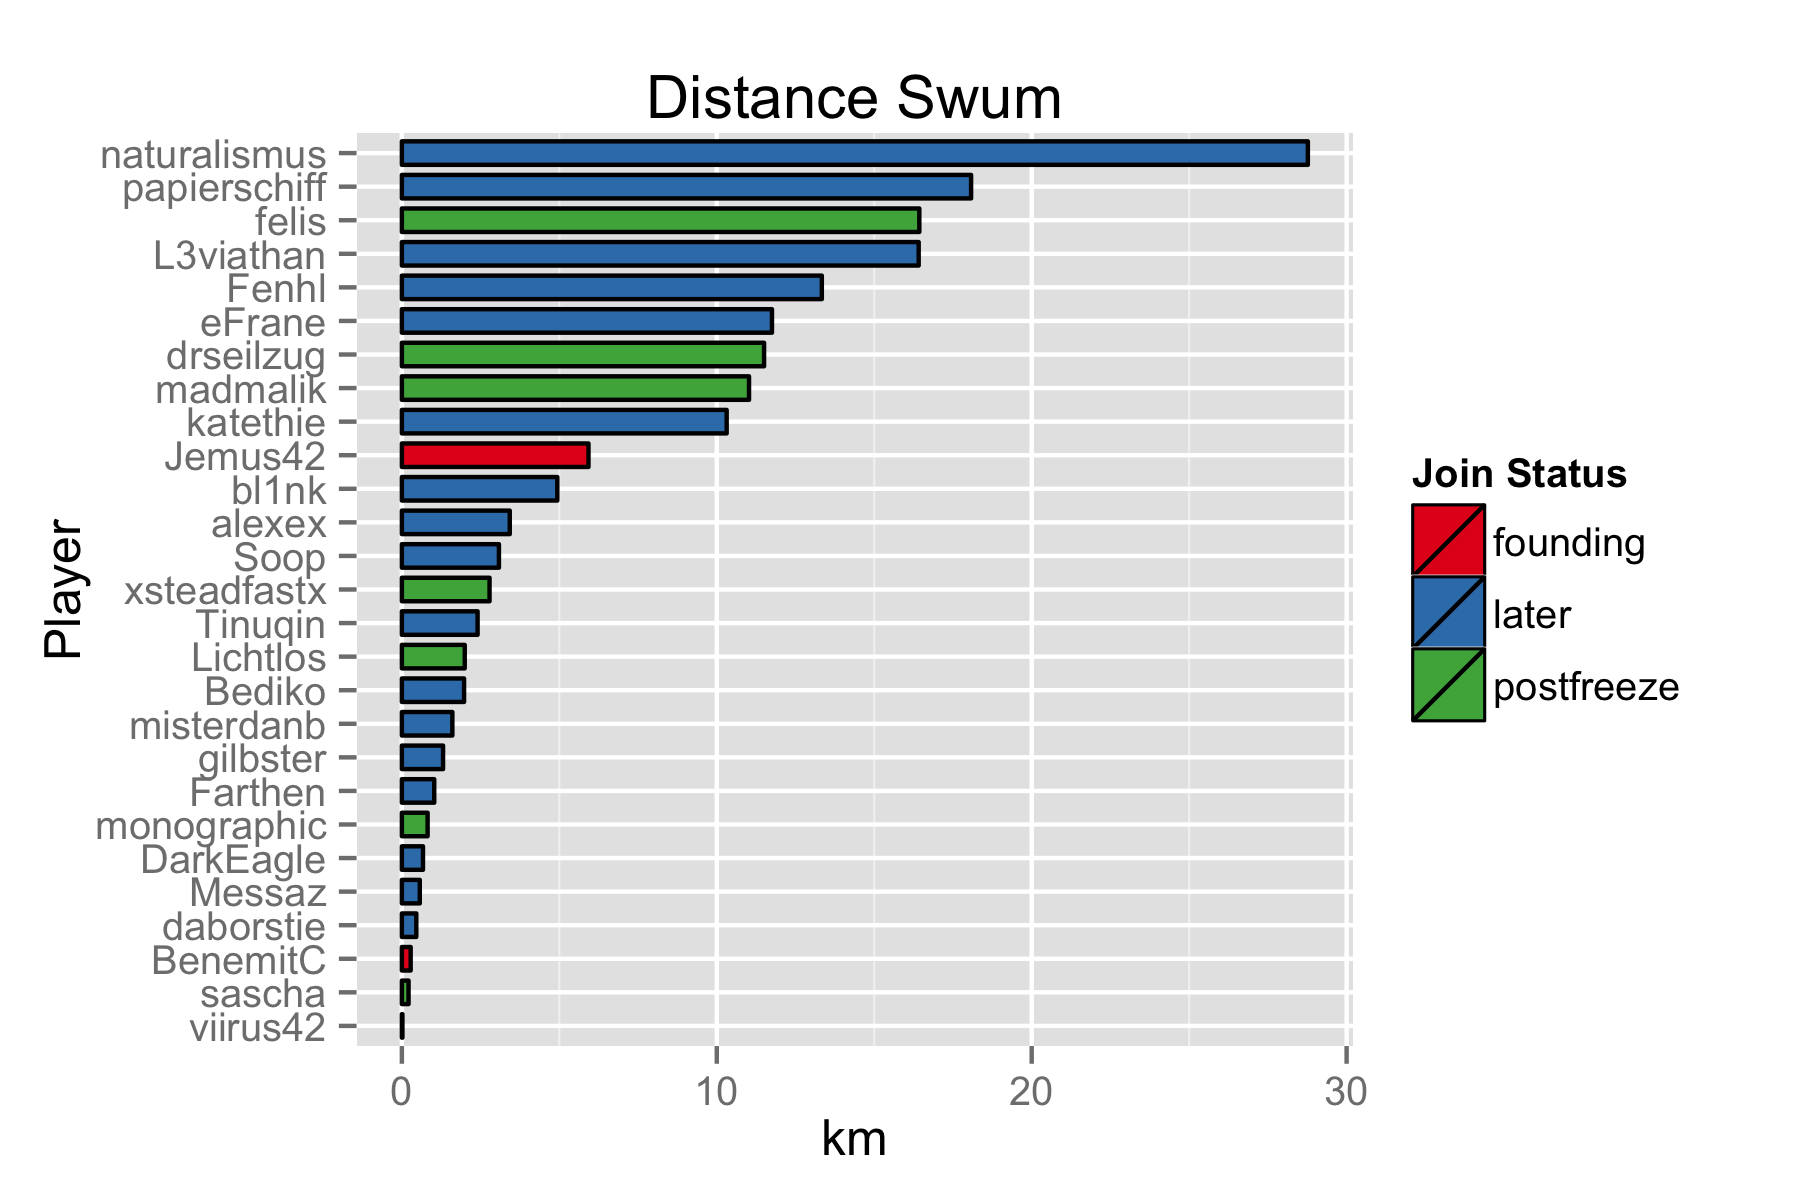 Distance Swum
Player
naturalismus
papierschiff
felis
L3viathan
Fenhl
eFrane
drseilzug
madmalik
katethie
Jemus42
bl1nk
alexex
Soop
xsteadfastx
Tinuqin
Lichtlos
Bediko
misterdanb
gilbster
Farthen
monographic
DarkEagle
Messaz
daborstie
BenemitC
sascha
viirus42
0 10 20 30
km
Join Status
founding
later
postfreeze